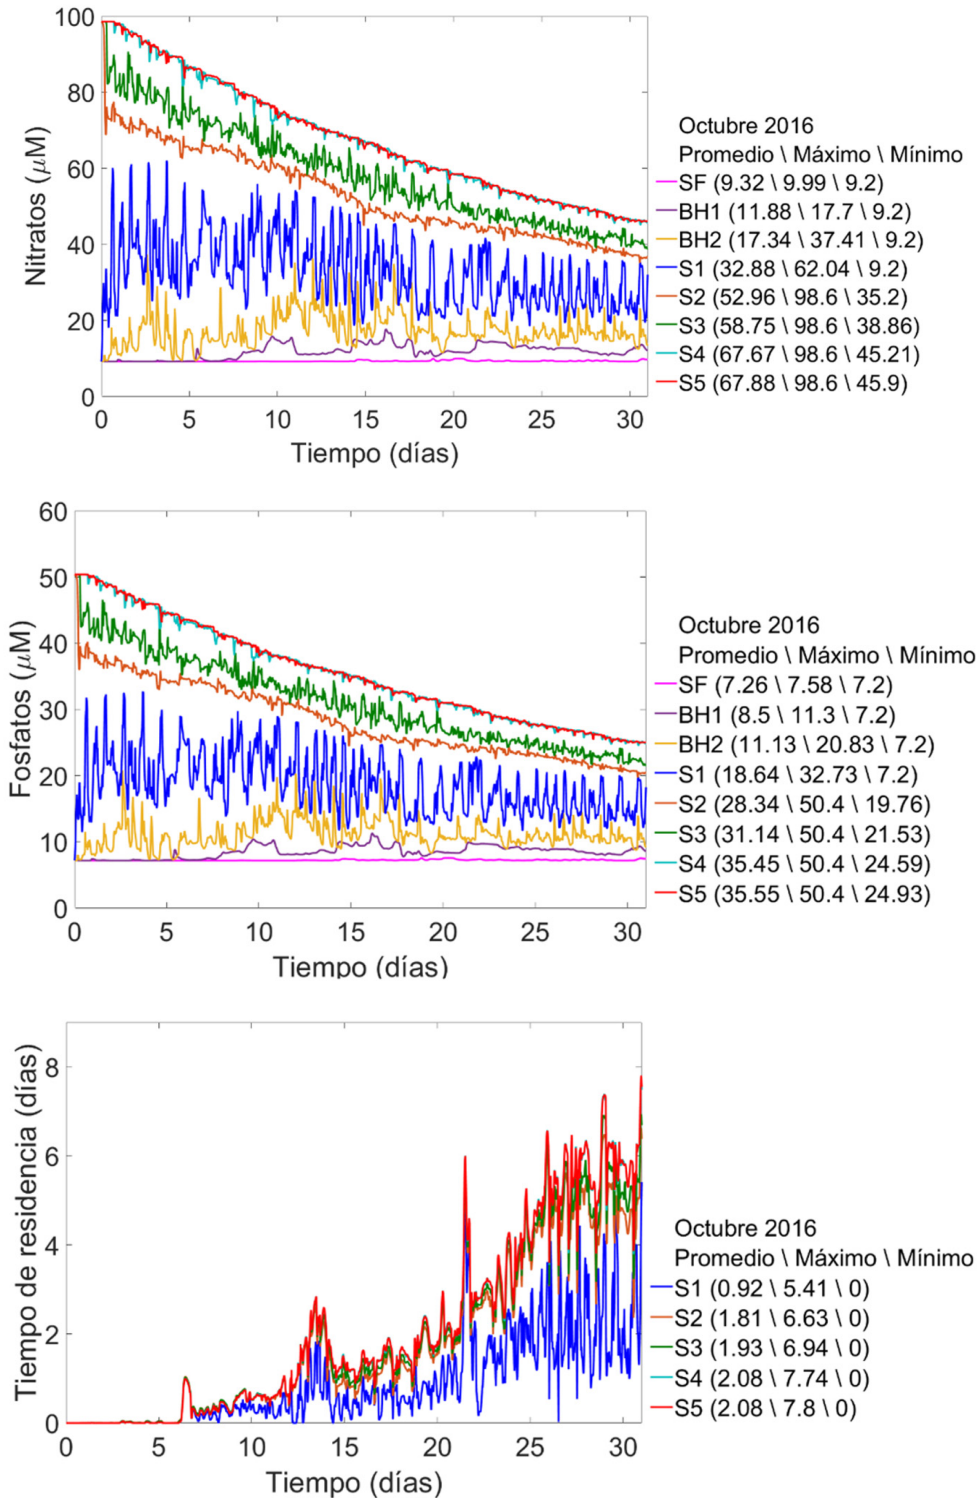 100
80
60
40
20
0
Nitratos (μM)
0 5 10 15 20 25 30
Tiempo (días)
Octubre 2016
Promedio \ Máximo \ Mínimo
SF (9.32 \ 9.99 \ 9.2)
BH1 (11.88 \ 17.7 \ 9.2)
BH2 (17.34 \ 37.41 \ 9.2)
S1 (32.88 \ 62.04 \ 9.2)
S2 (52.96 \ 98.6 \ 35.2)
S3 (58.75 \ 98.6 \ 38.86)
S4 (67.67 \ 98.6 \ 45.21)
S5 (67.88 \ 98.6 \ 45.9)
60
50
40
30
20
10
0
Fosfatos (μM)
0 5 10 15 20 25 30
Tiempo (días)
Octubre 2016
Promedio \ Máximo \ Mínimo
SF (7.26 \ 7.58 \ 7.2)
BH1 (8.5 \ 11.3 \ 7.2)
BH2 (11.13 \ 20.83 \ 7.2)
S1 (18.64 \ 32.73 \ 7.2)
S2 (28.34 \ 50.4 \ 19.76)
S3 (31.14 \ 50.4 \ 21.53)
S4 (35.45 \ 50.4 \ 24.59)
S5 (35.55 \ 50.4 \ 24.93)
8
6
4
2
0
Tiempo de residencia (días)
0 5 10 15 20 25 30
Tiempo (días)
Octubre 2016
Promedio \ Máximo \ Mínimo
S1 (0.92 \ 5.41 \ 0)
S2 (1.81 \ 6.63 \ 0)
S3 (1.93 \ 6.94 \ 0)
S4 (2.08 \ 7.74 \ 0)
S5 (2.08 \ 7.8 \ 0)